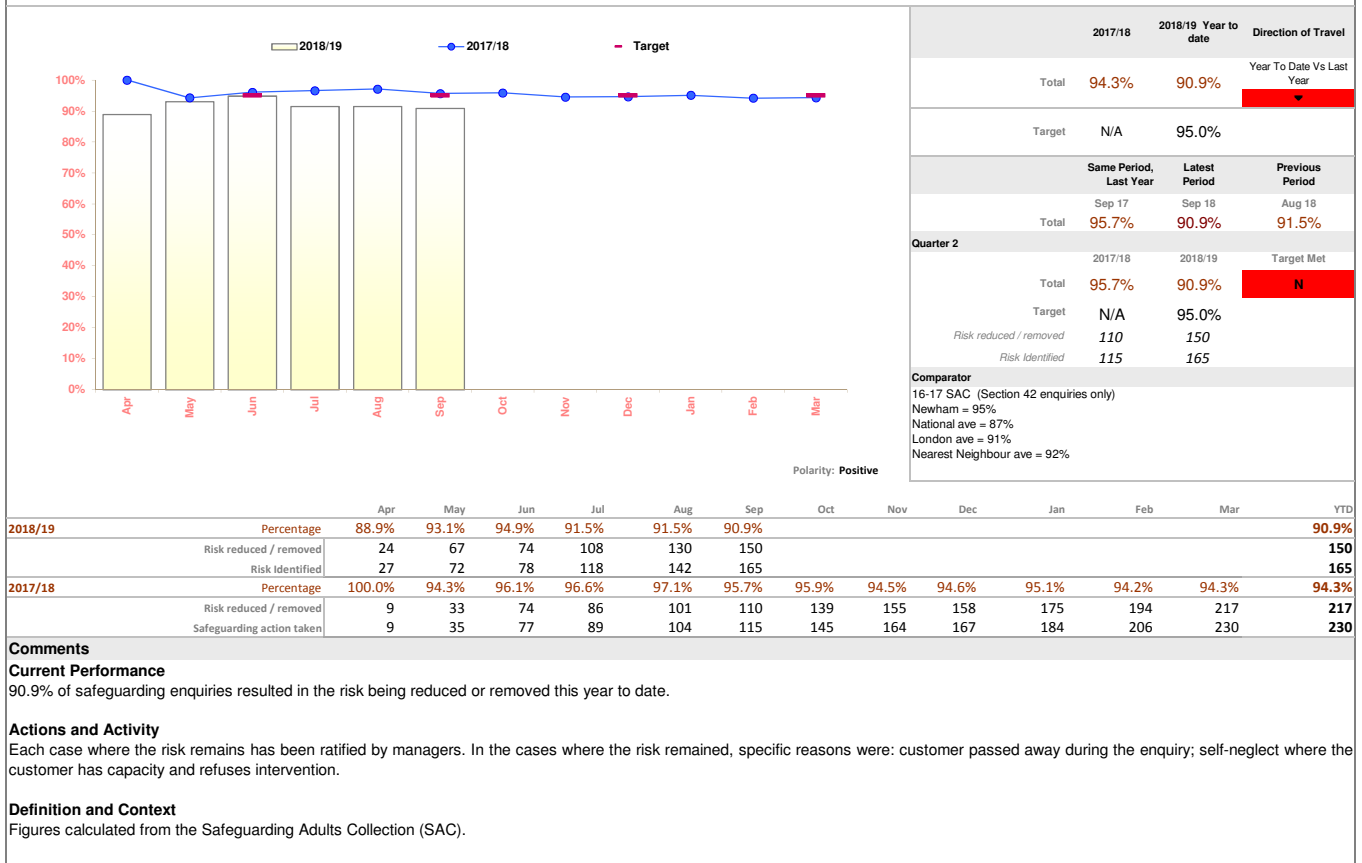 2018/19 2017/18 Target
100%
90%
80%
70%
60%
50%
40%
30%
20%
10%
0%
Apr May Jun Jul Aug Sep Oct Nov Dec Jan Feb Mar
Polarity: Positive
2017/18 2018/19 Year to date Direction of Travel
Year To Date Vs Last Year
Total 94.3% 90.9%
Target N/A 95.0%
Same Period, Last Year Latest Period Previous Period
Sep 17 Sep 18 Aug 18
Total 95.7% 90.9% 91.5%
Quarter 2
2017/18 2018/19 Target Met
Total 95.7% 90.9% N
Target N/A 95.0%
Risk reduced / removed 110 150
Risk Identified 115 165
Comparator
16-17 SAC (Section 42 enquiries only)
Newham = 95%
National ave = 87%
London ave = 91%
Nearest Neighbour ave = 92%
Apr May Jun Jul Aug Sep Oct Nov Dec Jan Feb Mar YTD
2018/19 Percentage 88.9% 93.1% 94.9% 91.5% 91.5% 90.9% 90.9%
Risk reduced / removed 24 67 74 108 130 150 150
Risk Identified 27 72 78 118 142 165 165
2017/18 Percentage 100.0% 94.3% 96.1% 96.6% 97.1% 95.7% 95.9% 94.5% 94.6% 95.1% 94.2% 94.3% 94.3%
Risk reduced / removed 9 33 74 86 101 110 139 155 158 175 194 217 217
Safeguarding action taken 9 35 77 89 104 115 145 164 167 184 206 230 230
Comments
Current Performance
90.9% of safeguarding enquiries resulted in the risk being reduced or removed this year to date.
Actions and Activity
Each case where the risk remains has been ratified by managers. In the cases where the risk remained, specific reasons were: customer passed away during the enquiry; self-neglect where the
customer has capacity and refuses intervention.
Definition and Context
Figures calculated from the Safeguarding Adults Collection (SAC).